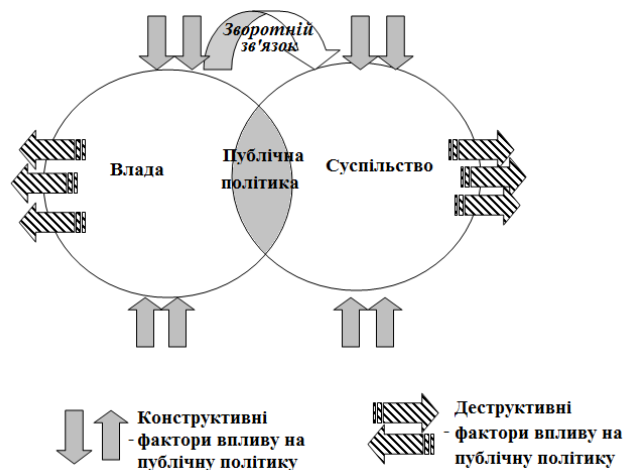 Зворотній
зв'язок
Влада
Публічна
політика
Суспільство
Конструктивні
- фактори впливу на
публічну політику
Деструктивні
- фактори впливу на
публічну політику